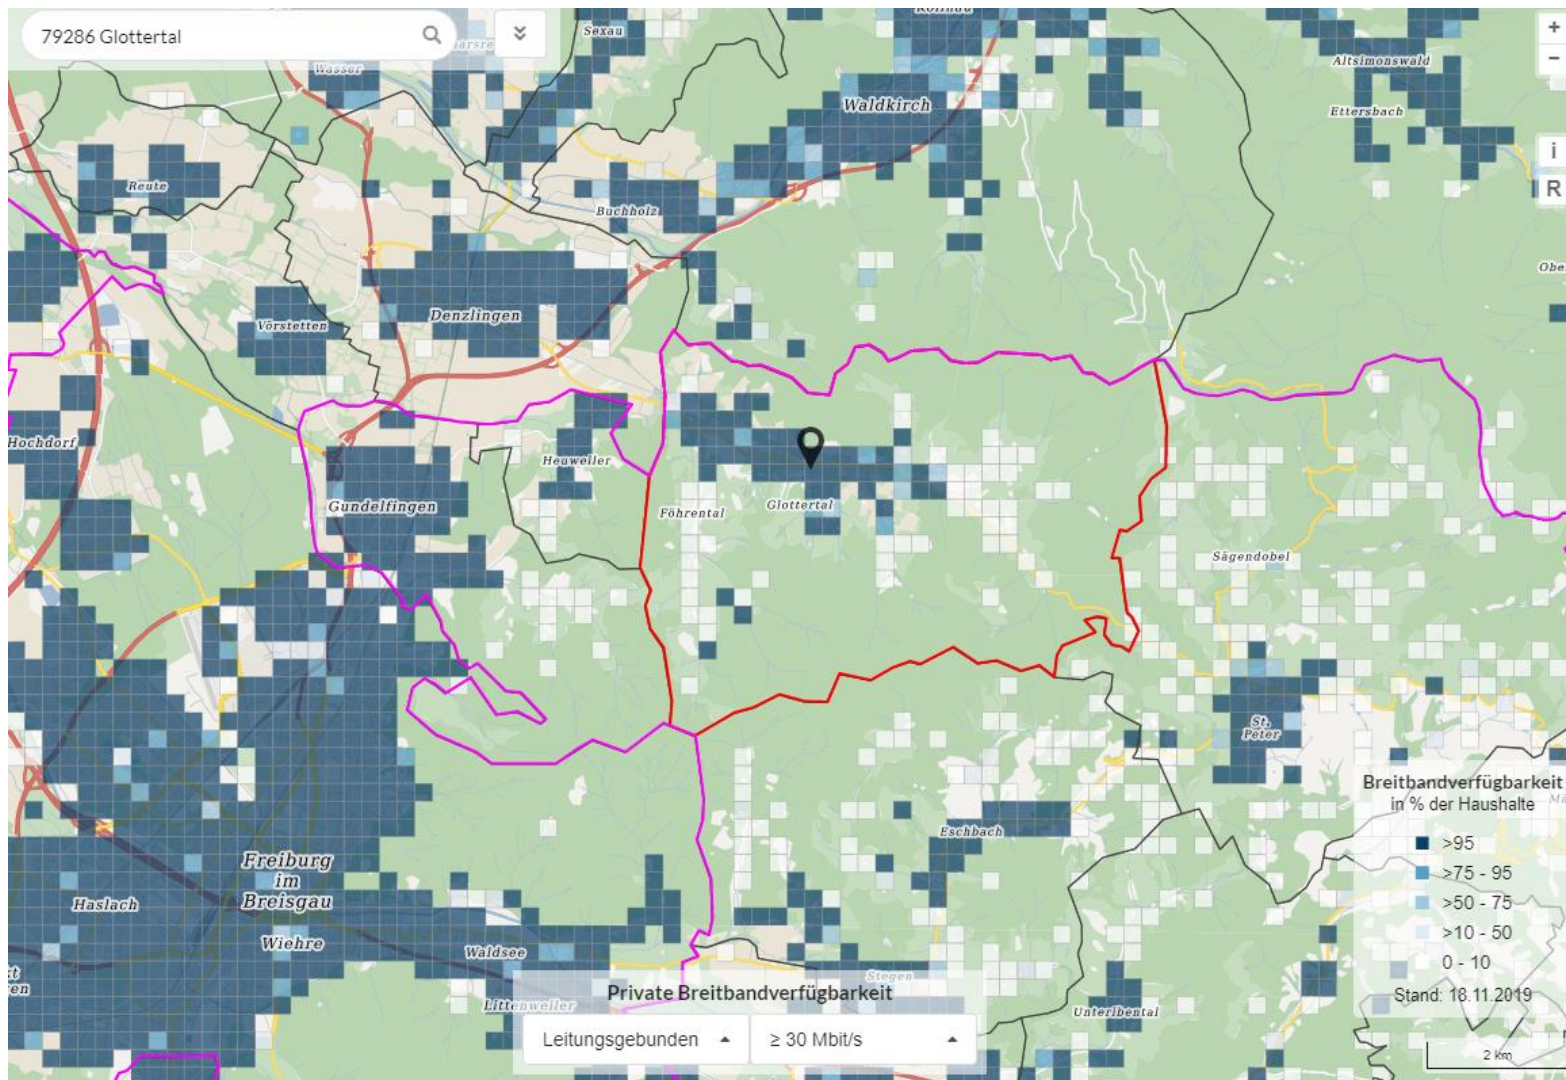 79286 Glottertal
Sexau
Wasser
Altsimonswald
Waldkirch
Ettersbach
Reute
Buchholz
Denzlingen
Vörstetten
Hochdorf
Heuweiler
Gundelfingen
Föhrental
Glottertal
Sägendobel
St.
Peter
Eschbach
Freiburg
im
Breisgau
Haslach
Wiehre
Waldsee
Stegen
Littenweiler
Unteribental
+
−
i
R
Breitbandverfügbarkeit
in % der Haushalte
>95
>75 - 95
>50 - 75
>10 - 50
0 - 10
Stand: 18.11.2019
2 km
Private Breitbandverfügbarkeit
Leitungsgebunden
≥ 30 Mbit/s